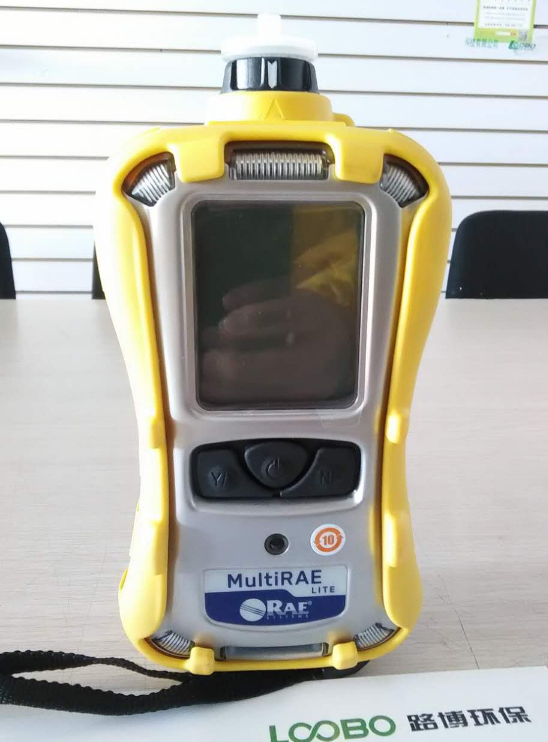 Y/+
N/-
10
MultiRAE
LITE
RAE®
SYSTEMS
LOOBO 路博环保